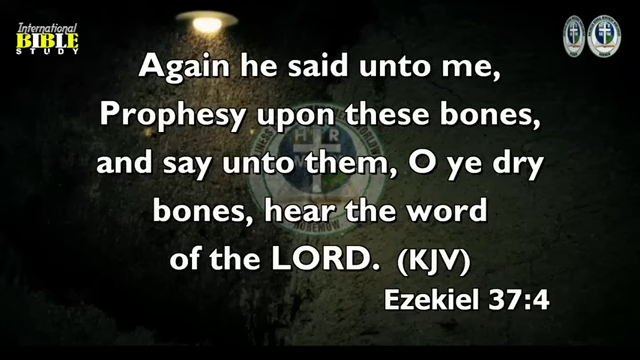 International
BIBLE
STUDY
Again he said unto me,
Prophesy upon these bones,
and say unto them, O ye dry
bones, hear the word
of the LORD. (KJV)
Ezekiel 37:4